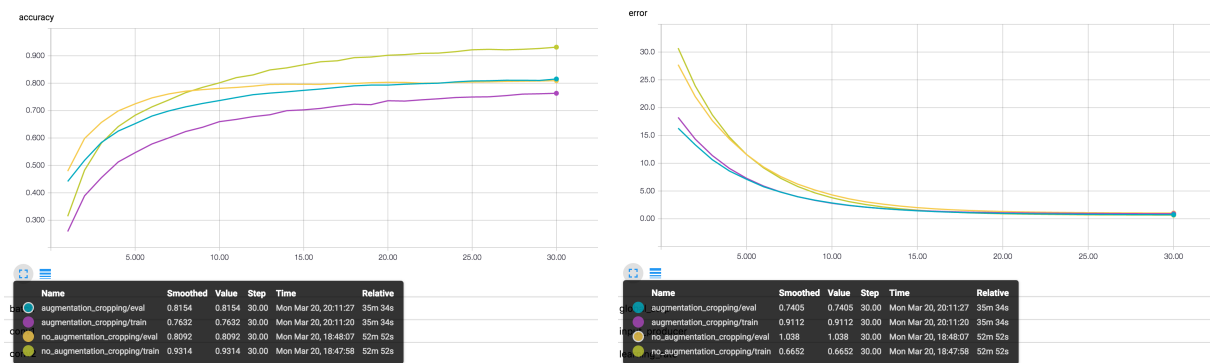 accuracy
0.900
0.800
0.700
0.600
0.500
0.400
0.300
5.000 10.00 15.00 20.00 25.00 30.00
Name Smoothed Value Step Time Relative
augmentation_cropping/eval 0.8154 0.8154 30.00 Mon Mar 20, 20:11:27 35m 34s
augmentation_cropping/train 0.7632 0.7632 30.00 Mon Mar 20, 20:11:20 35m 34s
no_augmentation_cropping/eval 0.8092 0.8092 30.00 Mon Mar 20, 18:48:07 52m 52s
no_augmentation_cropping/train 0.9314 0.9314 30.00 Mon Mar 20, 18:47:58 52m 52s
error
30.0
25.0
20.0
15.0
10.0
5.00
0.00
5.000 10.00 15.00 20.00 25.00 30.00
Name Smoothed Value Step Time Relative
augmentation_cropping/eval 0.7405 0.7405 30.00 Mon Mar 20, 20:11:27 35m 34s
augmentation_cropping/train 0.9112 0.9112 30.00 Mon Mar 20, 20:11:20 35m 34s
no_augmentation_cropping/eval 1.038 1.038 30.00 Mon Mar 20, 18:48:07 52m 52s
no_augmentation_cropping/train 0.6652 0.6652 30.00 Mon Mar 20, 18:47:58 52m 52s